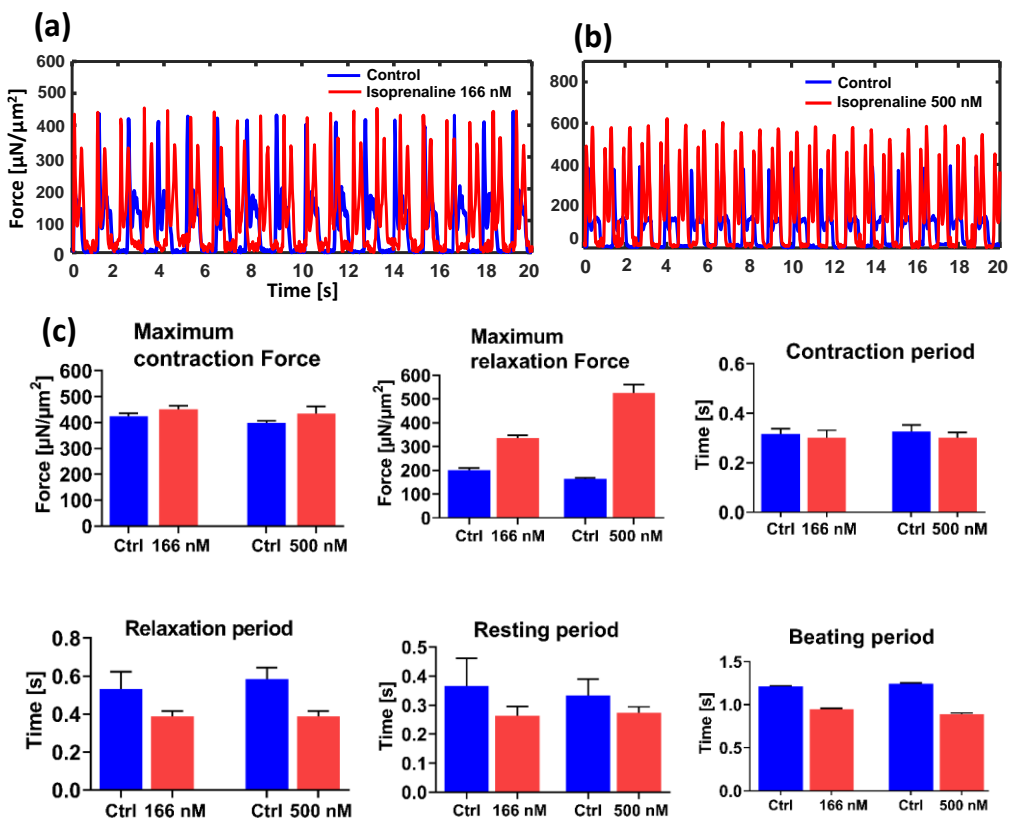 (a)
600
500
400
300
200
100
0
Force [µN/µm²]
Control
Isoprenaline 166 nM
0 2 4 6 8 10 12 14 16 18 20
Time [s]
(b)
800
600
400
200
0
Control
Isoprenaline 500 nM
0 2 4 6 8 10 12 14 16 18 20
(c)
Maximum
contraction Force
600
500
400
300
200
100
0
Force [µN/µm²]
Ctrl 166 nM Ctrl 500 nM
Maximum
relaxation Force
600
500
400
300
200
100
0
Force [µN/µm²]
Ctrl 166 nM Ctrl 500 nM
Contraction period
0.6
0.4
0.2
0.0
Time [s]
Ctrl 166 nM Ctrl 500 nM
Relaxation period
0.8
0.6
0.4
0.2
0.0
Time [s]
Ctrl 166 nM Ctrl 500 nM
Resting period
0.5
0.4
0.3
0.2
0.1
0.0
Time [s]
Ctrl 166 nM Ctrl 500 nM
Beating period
1.5
1.0
1.5
0.0
Time [s]
Ctrl 166 nM Ctrl 500 nM